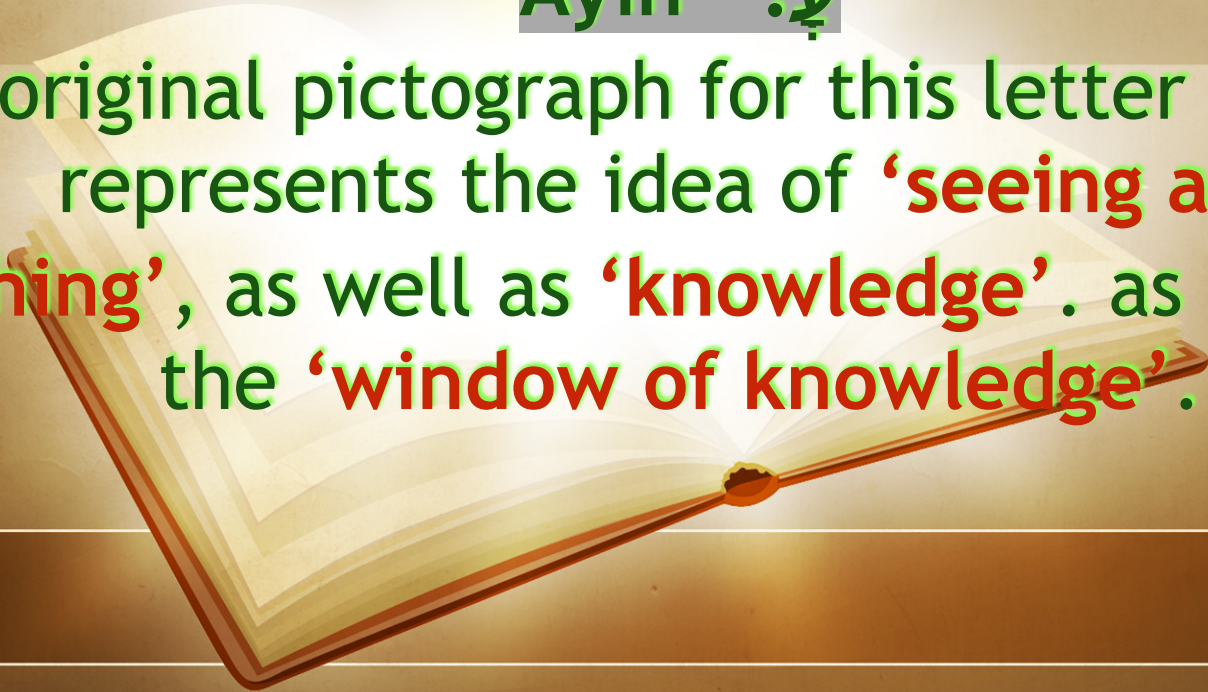 Ayin
original pictograph for this letter
represents the idea of ‘seeing a
ning’, as well as ‘knowledge’. as
the ‘window of knowledge’.